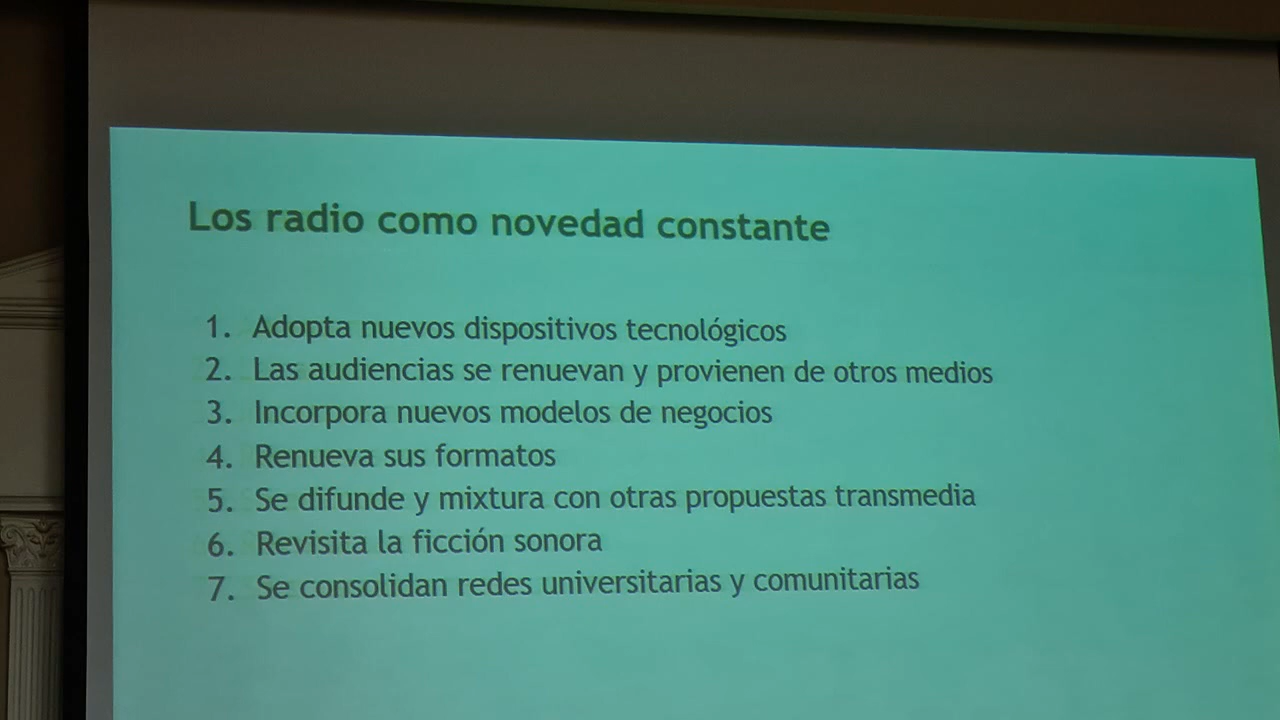 Los radio como novedad constante
1. Adopta nuevos dispositivos tecnológicos
2. Las audiencias se renuevan y provienen de otros medios
3. Incorpora nuevos modelos de negocios
4. Renueva sus formatos
5. Se difunde y mixtura con otras propuestas transmedia
6. Revisita la ficción sonora
7. Se consolidan redes universitarias y comunitarias